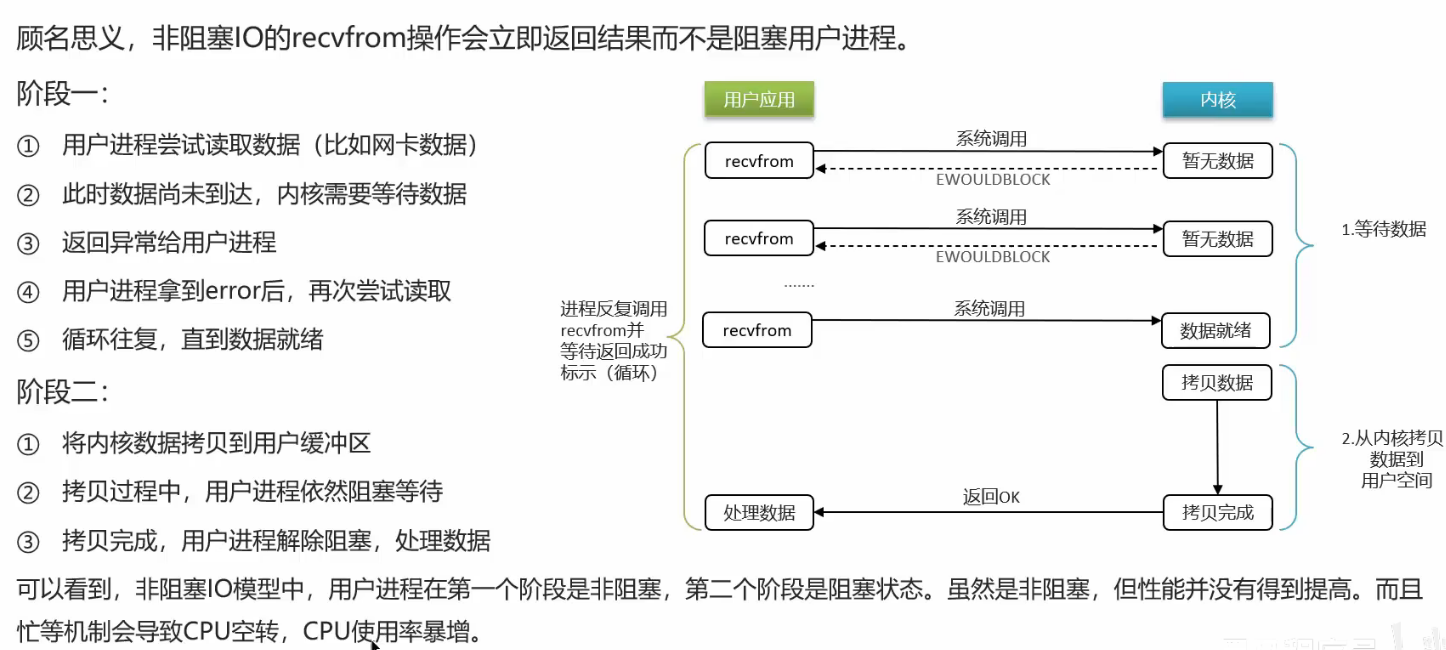 顾名思义，非阻塞IO的recvfrom操作会立即返回结果而不是阻塞用户进程。
阶段一：
① 用户进程尝试读取数据（比如网卡数据）
② 此时数据尚未到达，内核需要等待数据
③ 返回异常给用户进程
④ 用户进程拿到error后，再次尝试读取
⑤ 循环往复，直到数据就绪
阶段二：
① 将内核数据拷贝到用户缓冲区
② 拷贝过程中，用户进程依然阻塞等待
③ 拷贝完成，用户进程解除阻塞，处理数据
用户应用
内核
recvfrom
系统调用
EWOULDBLOCK
暂无数据
recvfrom
系统调用
EWOULDBLOCK
暂无数据
.......
recvfrom
系统调用
数据就绪
进程反复调用
recvfrom并
等待返回成功
标示（循环）
1.等待数据
拷贝数据
2.从内核拷贝
数据到
用户空间
处理数据
返回OK
拷贝完成
可以看到，非阻塞IO模型中，用户进程在第一个阶段是非阻塞，第二个阶段是阻塞状态。虽然是非阻塞，但性能并没有得到提高。而且
忙等机制会导致CPU空转，CPU使用率暴增。